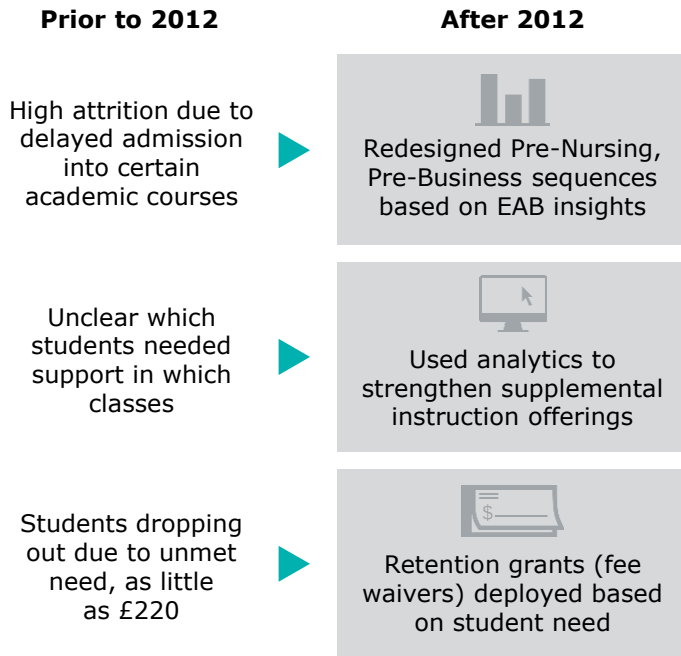 Prior to 2012
After 2012
High attrition due to
delayed admission
into certain
academic courses
Redesigned Pre-Nursing,
Pre-Business sequences
based on EAB insights
Unclear which
students needed
support in which
classes
Used analytics to
strengthen supplemental
instruction offerings
Students dropping
out due to unmet
need, as little
as £220
$
Retention grants (fee
waivers) deployed based
on student need